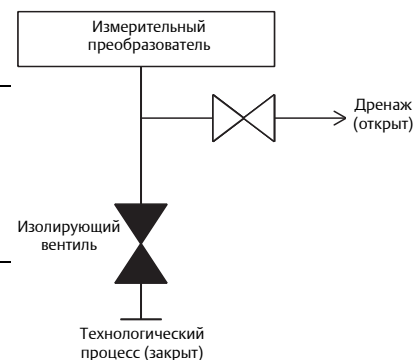 Измерительный
преобразователь
Дренаж
(открыт)
Изолирующий
вентиль
Технологический
процесс (закрыт)